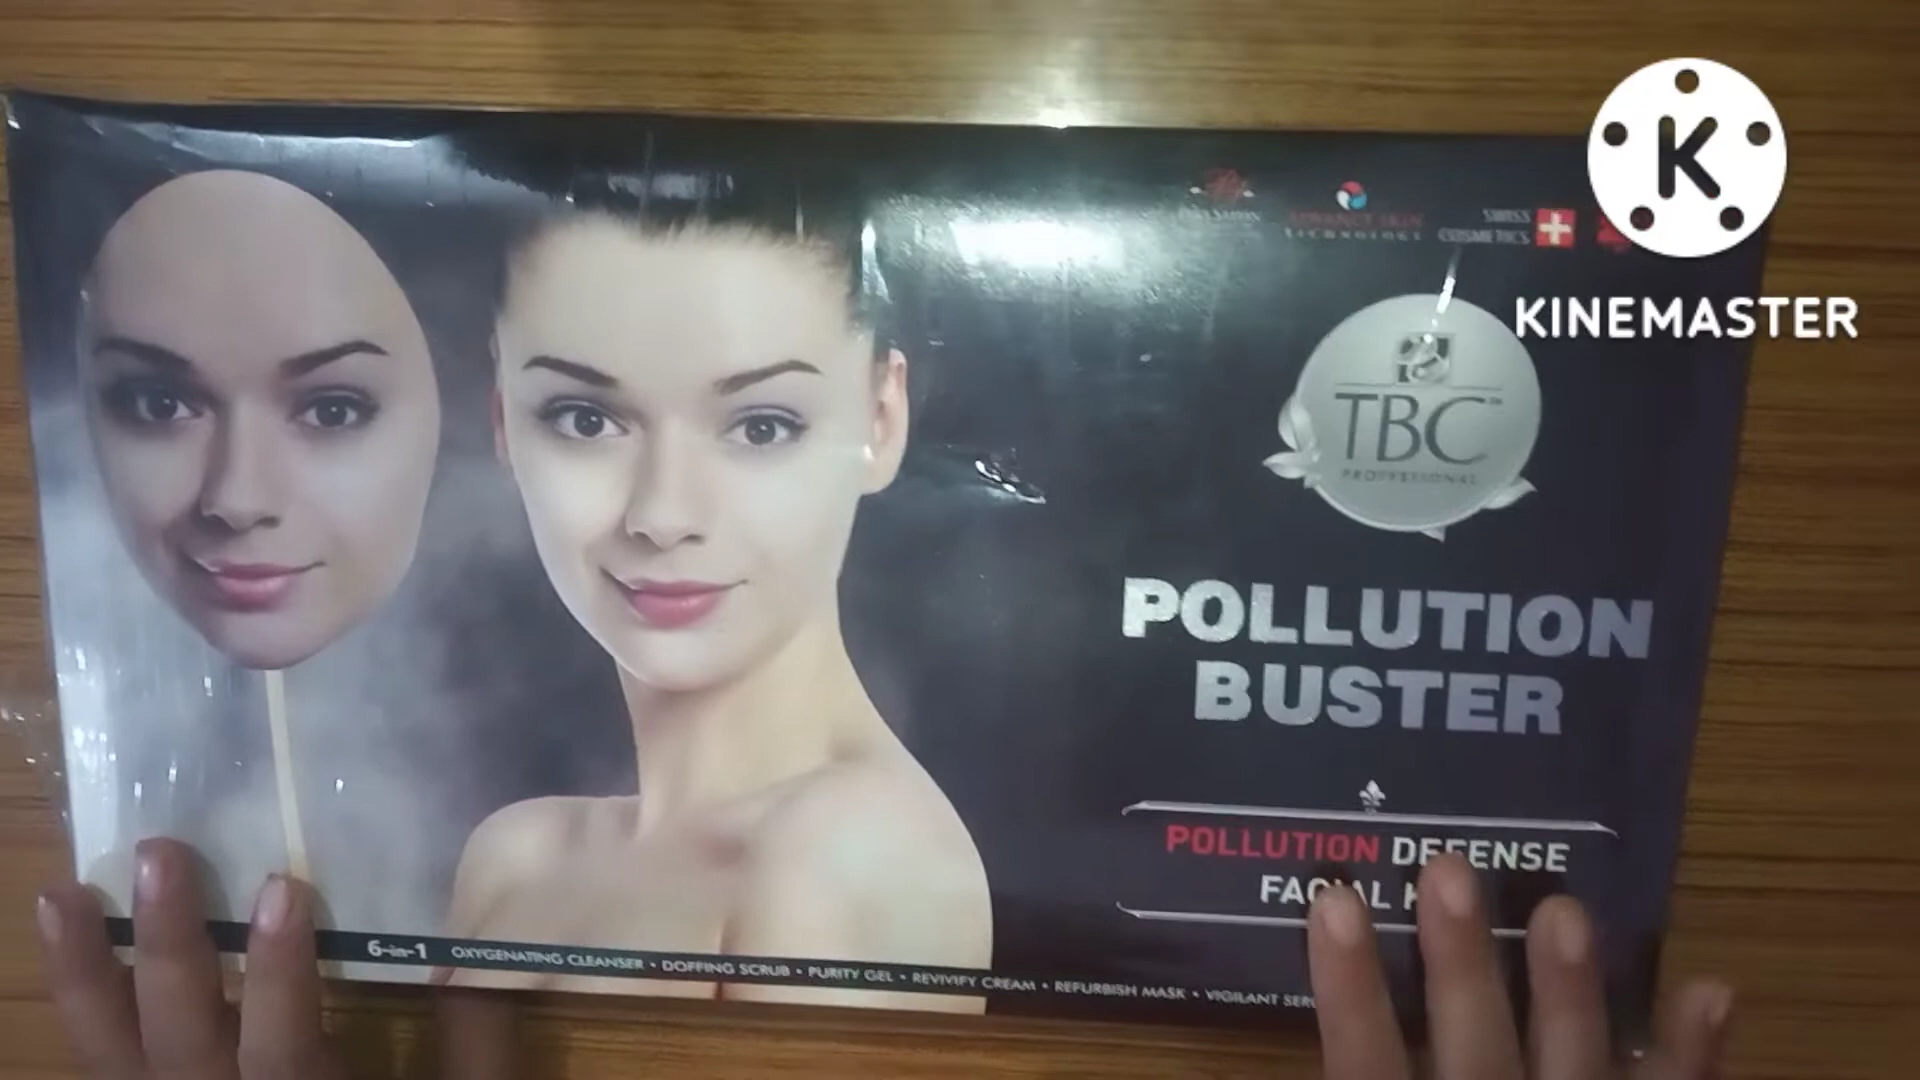 K
KINEMASTER
SWISS
COSMETICS
TBC™
PROFESSIONAL
POLLUTION
BUSTER
POLLUTION DEFENSE
FACIAL
6-in-1 OXYGENATING CLEANSER • DOFFING SCRUB • PURITY GEL • REVIVIFY CREAM • REFURBISH MASK • VIGILANT